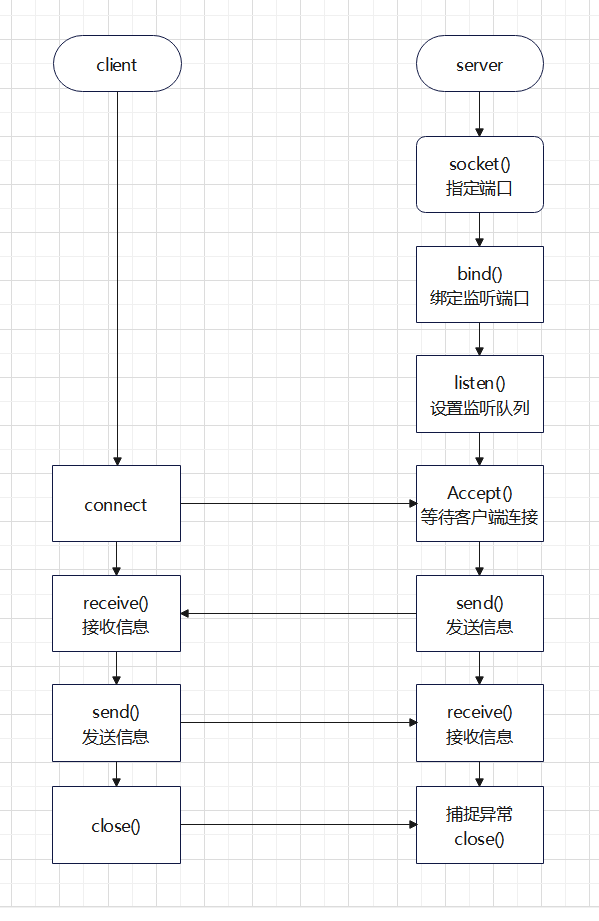 client
server
socket()
指定端口
bind()
绑定监听端口
listen()
设置监听队列
connect
Accept()
等待客户端连接
receive()
接收信息
send()
发送信息
send()
发送信息
receive()
接收信息
close()
捕捉异常
close()